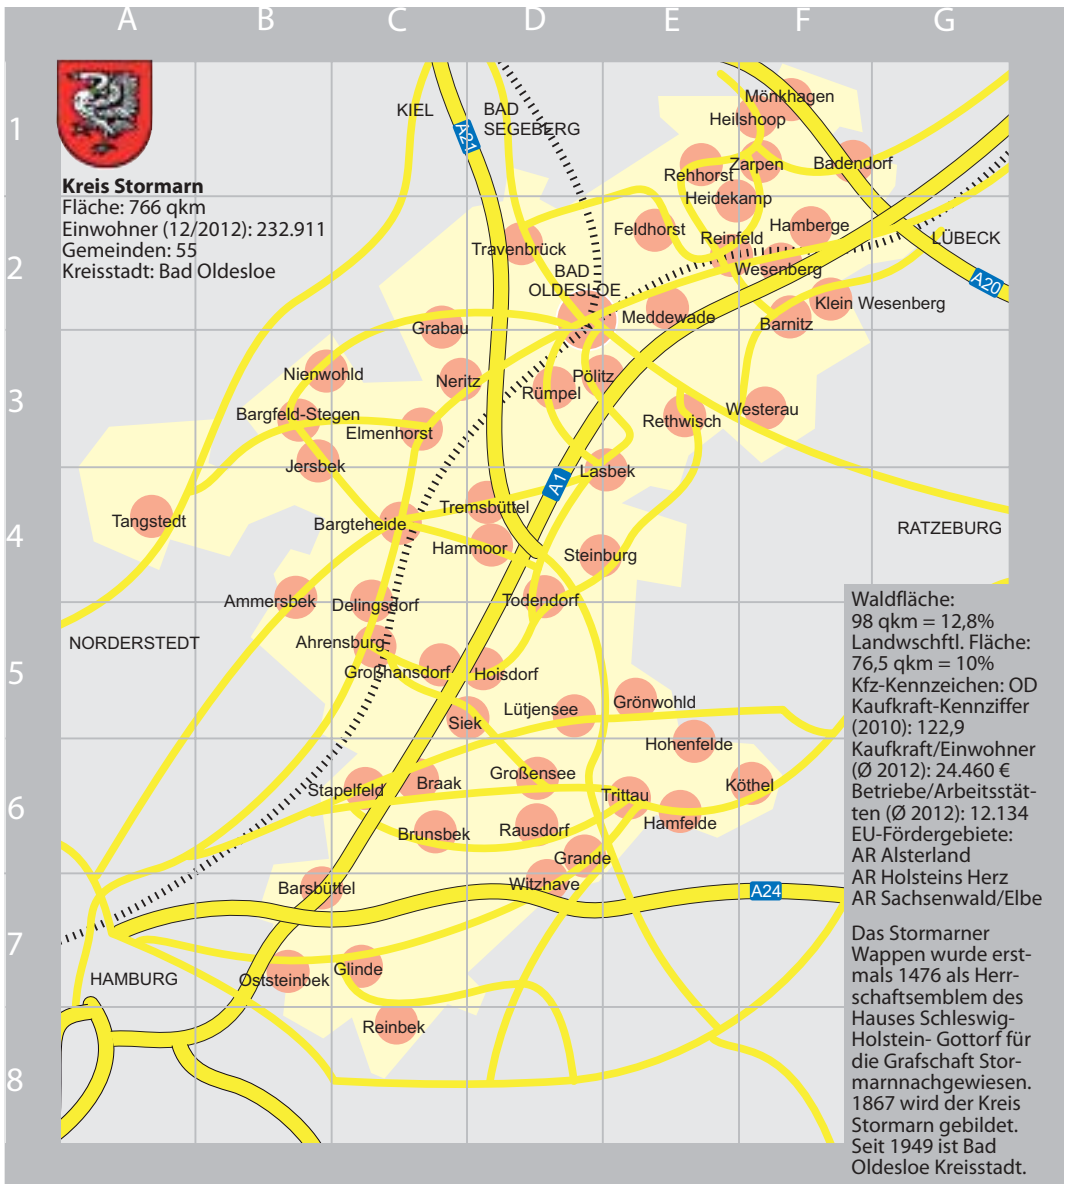 A B C D E F G
1
2
3
4
5
6
7
8
Kreis Stormarn
Fläche: 766 qkm
Einwohner (12/2012): 232.911
Gemeinden: 55
Kreisstadt: Bad Oldesloe
KIEL
BAD
SEGEBERG
A21
Mönkhagen
Heilshoop
Zarpen
Badendorf
Rehhorst
Heidekamp
Feldhorst
Hamberge
Reinfeld
LÜBECK
Travenbrück
Wesenberg
BAD
OLDESLOE
A20
Klein Wesenberg
Meddewade
Barnitz
Grabau
Nienwohld
Neritz
Pölitz
Rümpel
Bargfeld-Stegen
Westerau
Rethwisch
Elmenhorst
Jersbek
Lasbek
A1
Tremsbüttel
Tangstedt
Bargteheide
RATZEBURG
Hammoor
Steinburg
Ammersbek
Delingsdorf
Todendorf
NORDERSTEDT
Ahrensburg
Großhansdorf
Hoisdorf
Grönwohld
Lütjensee
Siek
Hohenfelde
Großensee
Braak
Stapelfeld
Köthel
Trittau
Hamfelde
Brunsbek
Rausdorf
Grande
Barsbüttel
Witzhave
A24
Glinde
HAMBURG
Oststeinbek
Reinbek
Waldfläche:
98 qkm = 12,8%
Landwschftl. Fläche:
76,5 qkm = 10%
Kfz-Kennzeichen: OD
Kaufkraft-Kennziffer
(2010): 122,9
Kaufkraft/Einwohner
(Ø 2012): 24.460 €
Betriebe/Arbeitsstät-
ten (Ø 2012): 12.134
EU-Fördergebiete:
AR Alsterland
AR Holsteins Herz
AR Sachsenwald/Elbe
Das Stormarner
Wappen wurde erst-
mals 1476 als Herr-
schaftsemblem des
Hauses Schleswig-
Holstein- Gottorf für
die Grafschaft Stor-
marnnachgewiesen.
1867 wird der Kreis
Stormarn gebildet.
Seit 1949 ist Bad
Oldesloe Kreisstadt.